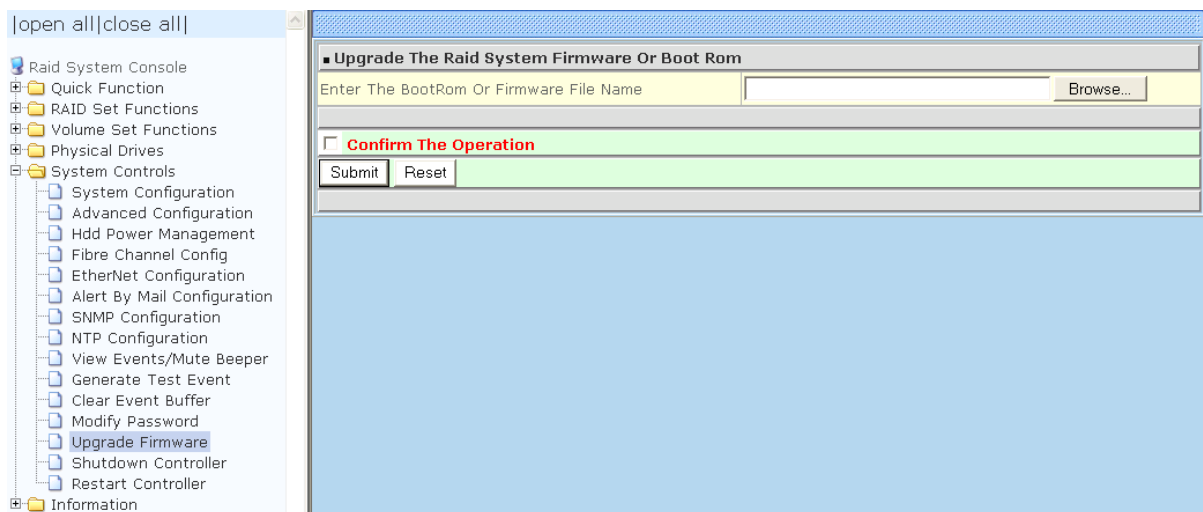 |open all|close all|
Raid System Console
Quick Function
RAID Set Functions
Volume Set Functions
Physical Drives
System Controls
System Configuration
Advanced Configuration
Hdd Power Management
Fibre Channel Config
EtherNet Configuration
Alert By Mail Configuration
SNMP Configuration
NTP Configuration
View Events/Mute Beeper
Generate Test Event
Clear Event Buffer
Modify Password
Upgrade Firmware
Shutdown Controller
Restart Controller
Information
Upgrade The Raid System Firmware Or Boot Rom
Enter The BootRom Or Firmware File Name
Browse...
Confirm The Operation
Submit Reset